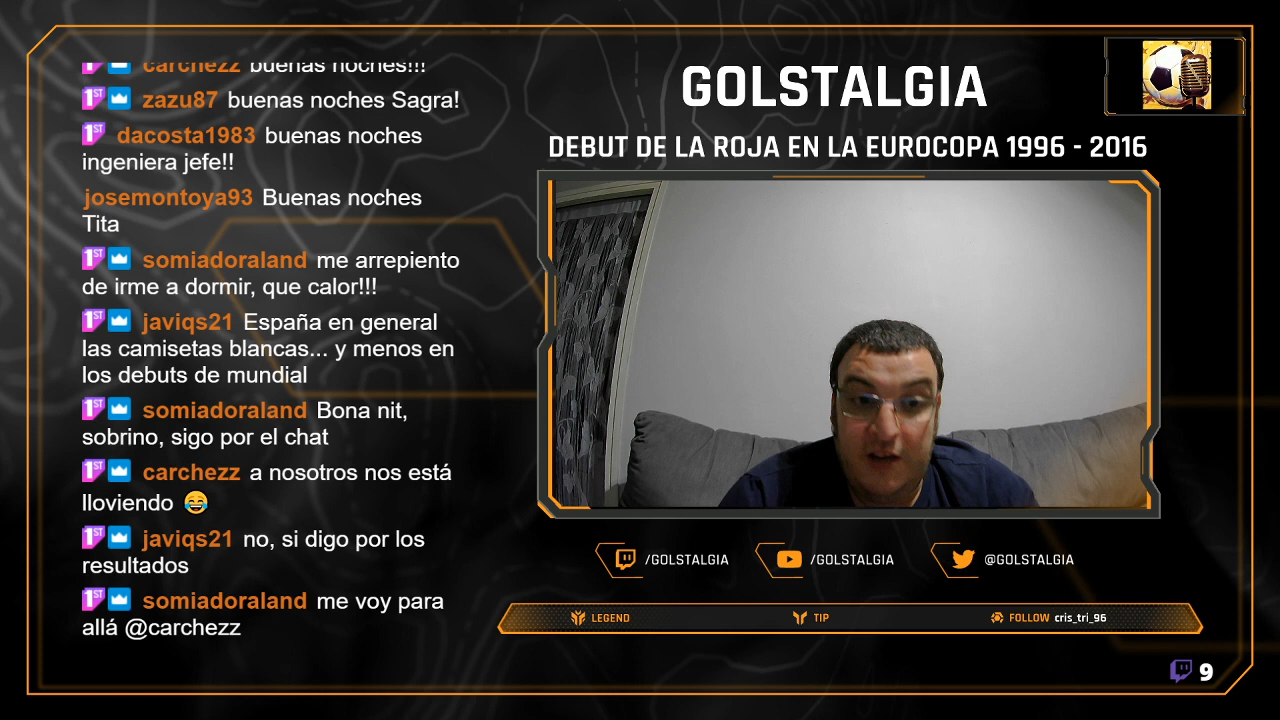 carchezz buenas noches!!!
1ST zazu87 buenas noches Sagra!
1ST dacosta1983 buenas noches
ingeniera jefe!!
josemontoya93 Buenas noches
Tita
1ST somiadoraland me arrepiento
de irme a dormir, que calor!!!
1ST javiqs21 España en general
las camisetas blancas... y menos en
los debuts de mundial
1ST somiadoraland Bona nit,
sobrino, sigo por el chat
1ST carchezz a nosotros nos está
lloviendo 😂
1ST javiqs21 no, si digo por los
resultados
1ST somiadoraland me voy para
allá @carchezz
GOLSTALGIA
DEBUT DE LA ROJA EN LA EUROCOPA 1996 - 2016
/GOLSTALGIA
/GOLSTALGIA
@GOLSTALGIA
LEGEND
TIP
FOLLOW cris_tri_96
9